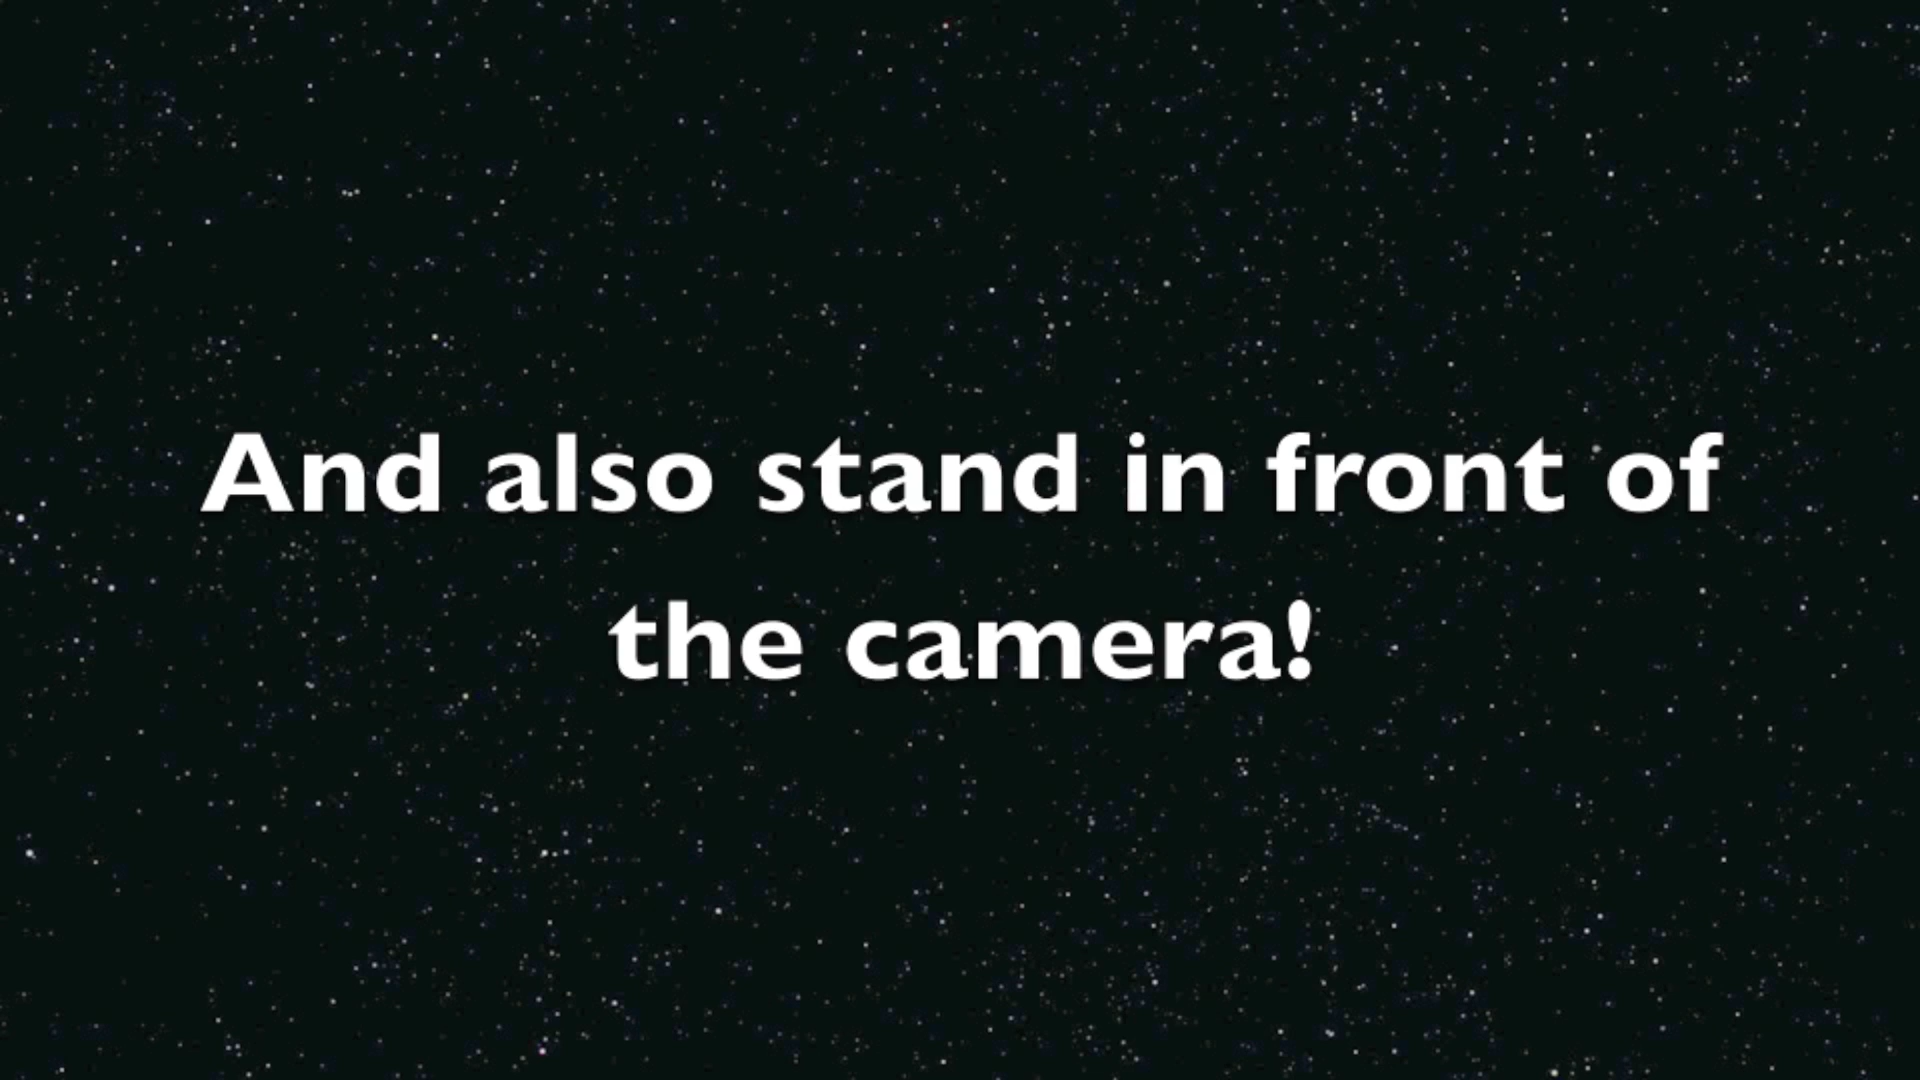 And also stand in front of
the camera!